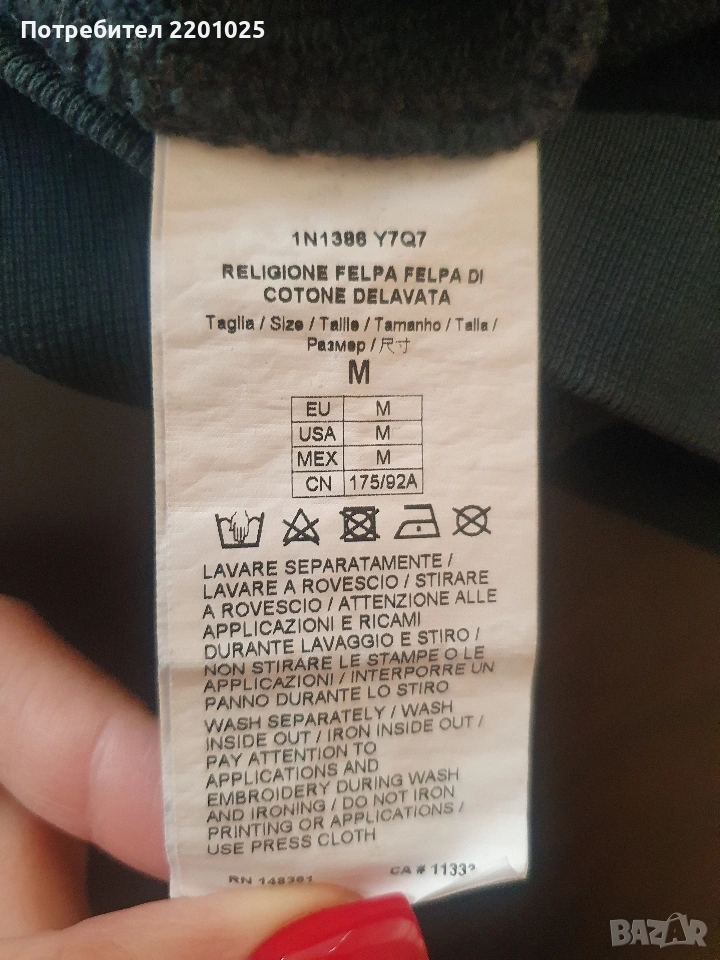 Потребител 2201025
1N1386 Y7Q7
RELIGIONE FELPA FELPA DI
COTONE DELAVATA
Taglia / Size / Taille / Tamanho / Talla /
Размер / 尺寸
M
EU M
USA M
MEX M
CN 175/92A
LAVARE SEPARATAMENTE /
LAVARE A ROVESCIO / STIRARE
A ROVESCIO / ATTENZIONE ALLE
APPLICAZIONI E RICAMI
DURANTE LAVAGGIO E STIRO /
NON STIRARE LE STAMPE O LE
APPLICAZIONI / INTERPORRE UN
PANNO DURANTE LO STIRO
WASH SEPARATELY / WASH
INSIDE OUT / IRON INSIDE OUT /
PAY ATTENTION TO
APPLICATIONS AND
EMBROIDERY DURING WASH
AND IRONING / DO NOT IRON
PRINTING OR APPLICATIONS /
USE PRESS CLOTH
RN 148361
CA #
BAZAR